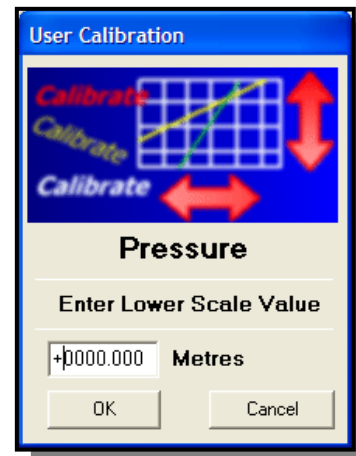 User Calibration
Calibrate
Calibrate
Calibrate
Pressure
Enter Lower Scale Value
+0000.000 Metres
OK Cancel